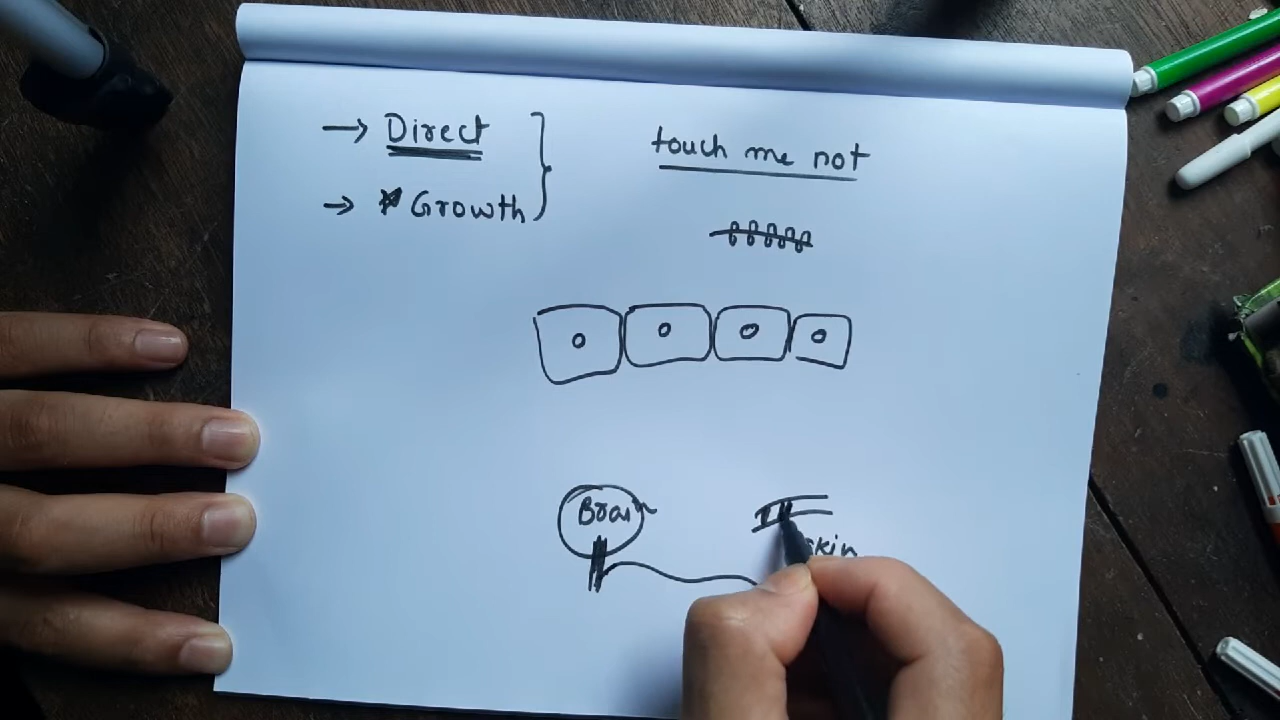 → Direct
→ Growth
touch me not
Brain
skin